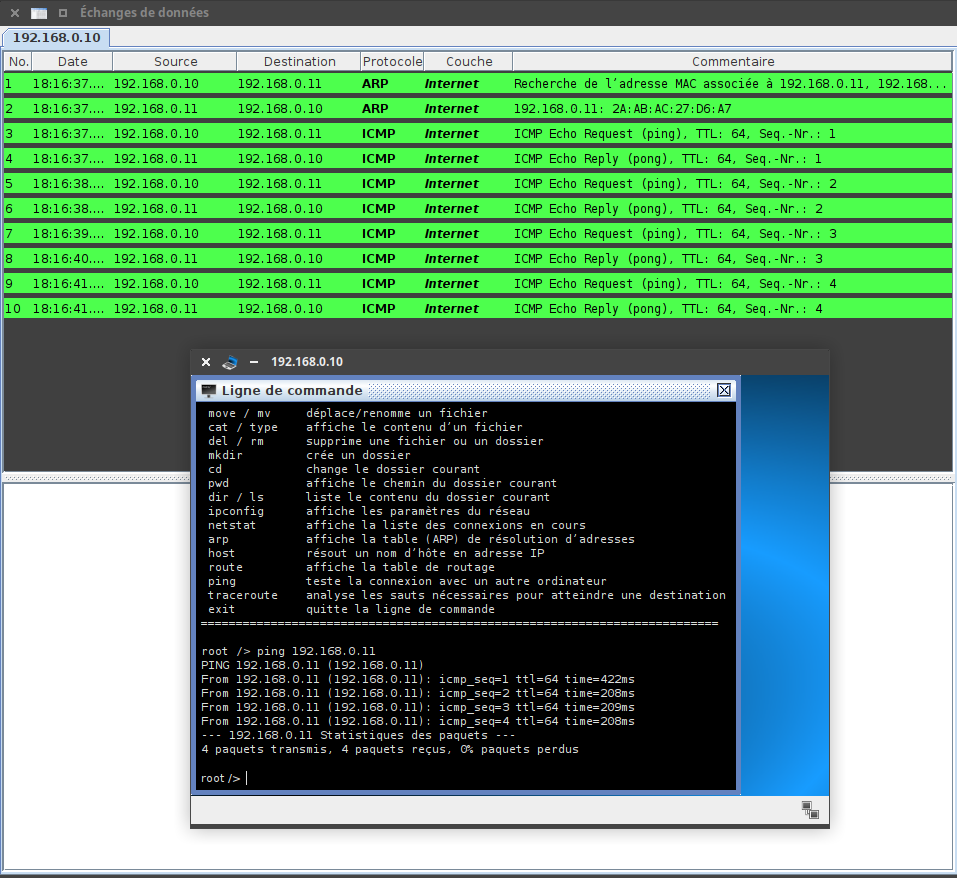 Échanges de données
192.168.0.10
No. Date Source Destination Protocole Couche Commentaire
1 18:16:37.... 192.168.0.10 192.168.0.11 ARP Internet Recherche de l'adresse MAC associée à 192.168.0.11, 192.168...
2 18:16:37.... 192.168.0.11 192.168.0.10 ARP Internet 192.168.0.11: 2A:AB:AC:27:D6:A7
3 18:16:37.... 192.168.0.10 192.168.0.11 ICMP Internet ICMP Echo Request (ping), TTL: 64, Seq.-Nr.: 1
4 18:16:37.... 192.168.0.11 192.168.0.10 ICMP Internet ICMP Echo Reply (pong), TTL: 64, Seq.-Nr.: 1
5 18:16:38.... 192.168.0.10 192.168.0.11 ICMP Internet ICMP Echo Request (ping), TTL: 64, Seq.-Nr.: 2
6 18:16:38.... 192.168.0.11 192.168.0.10 ICMP Internet ICMP Echo Reply (pong), TTL: 64, Seq.-Nr.: 2
7 18:16:39.... 192.168.0.10 192.168.0.11 ICMP Internet ICMP Echo Request (ping), TTL: 64, Seq.-Nr.: 3
8 18:16:40.... 192.168.0.11 192.168.0.10 ICMP Internet ICMP Echo Reply (pong), TTL: 64, Seq.-Nr.: 3
9 18:16:41.... 192.168.0.10 192.168.0.11 ICMP Internet ICMP Echo Request (ping), TTL: 64, Seq.-Nr.: 4
10 18:16:41.... 192.168.0.11 192.168.0.10 ICMP Internet ICMP Echo Reply (pong), TTL: 64, Seq.-Nr.: 4
192.168.0.10
Ligne de commande
move / mv déplace/renomme un fichier
cat / type affiche le contenu d'un fichier
del / rm supprime une fichier ou un dossier
mkdir crée un dossier
cd change le dossier courant
pwd affiche le chemin du dossier courant
dir / ls liste le contenu du dossier courant
ipconfig affiche les paramètres du réseau
netstat affiche la liste des connexions en cours
arp affiche la table (ARP) de résolution d'adresses
host résout un nom d'hôte en adresse IP
route affiche la table de routage
ping teste la connexion avec un autre ordinateur
traceroute analyse les sauts nécessaires pour atteindre une destination
exit quitte la ligne de commande
==========================================================================
root /> ping 192.168.0.11
PING 192.168.0.11 (192.168.0.11)
From 192.168.0.11 (192.168.0.11): icmp_seq=1 ttl=64 time=422ms
From 192.168.0.11 (192.168.0.11): icmp_seq=2 ttl=64 time=208ms
From 192.168.0.11 (192.168.0.11): icmp_seq=3 ttl=64 time=209ms
From 192.168.0.11 (192.168.0.11): icmp_seq=4 ttl=64 time=208ms
--- 192.168.0.11 Statistiques des paquets ---
4 paquets transmis, 4 paquets reçus, 0% paquets perdus
root />